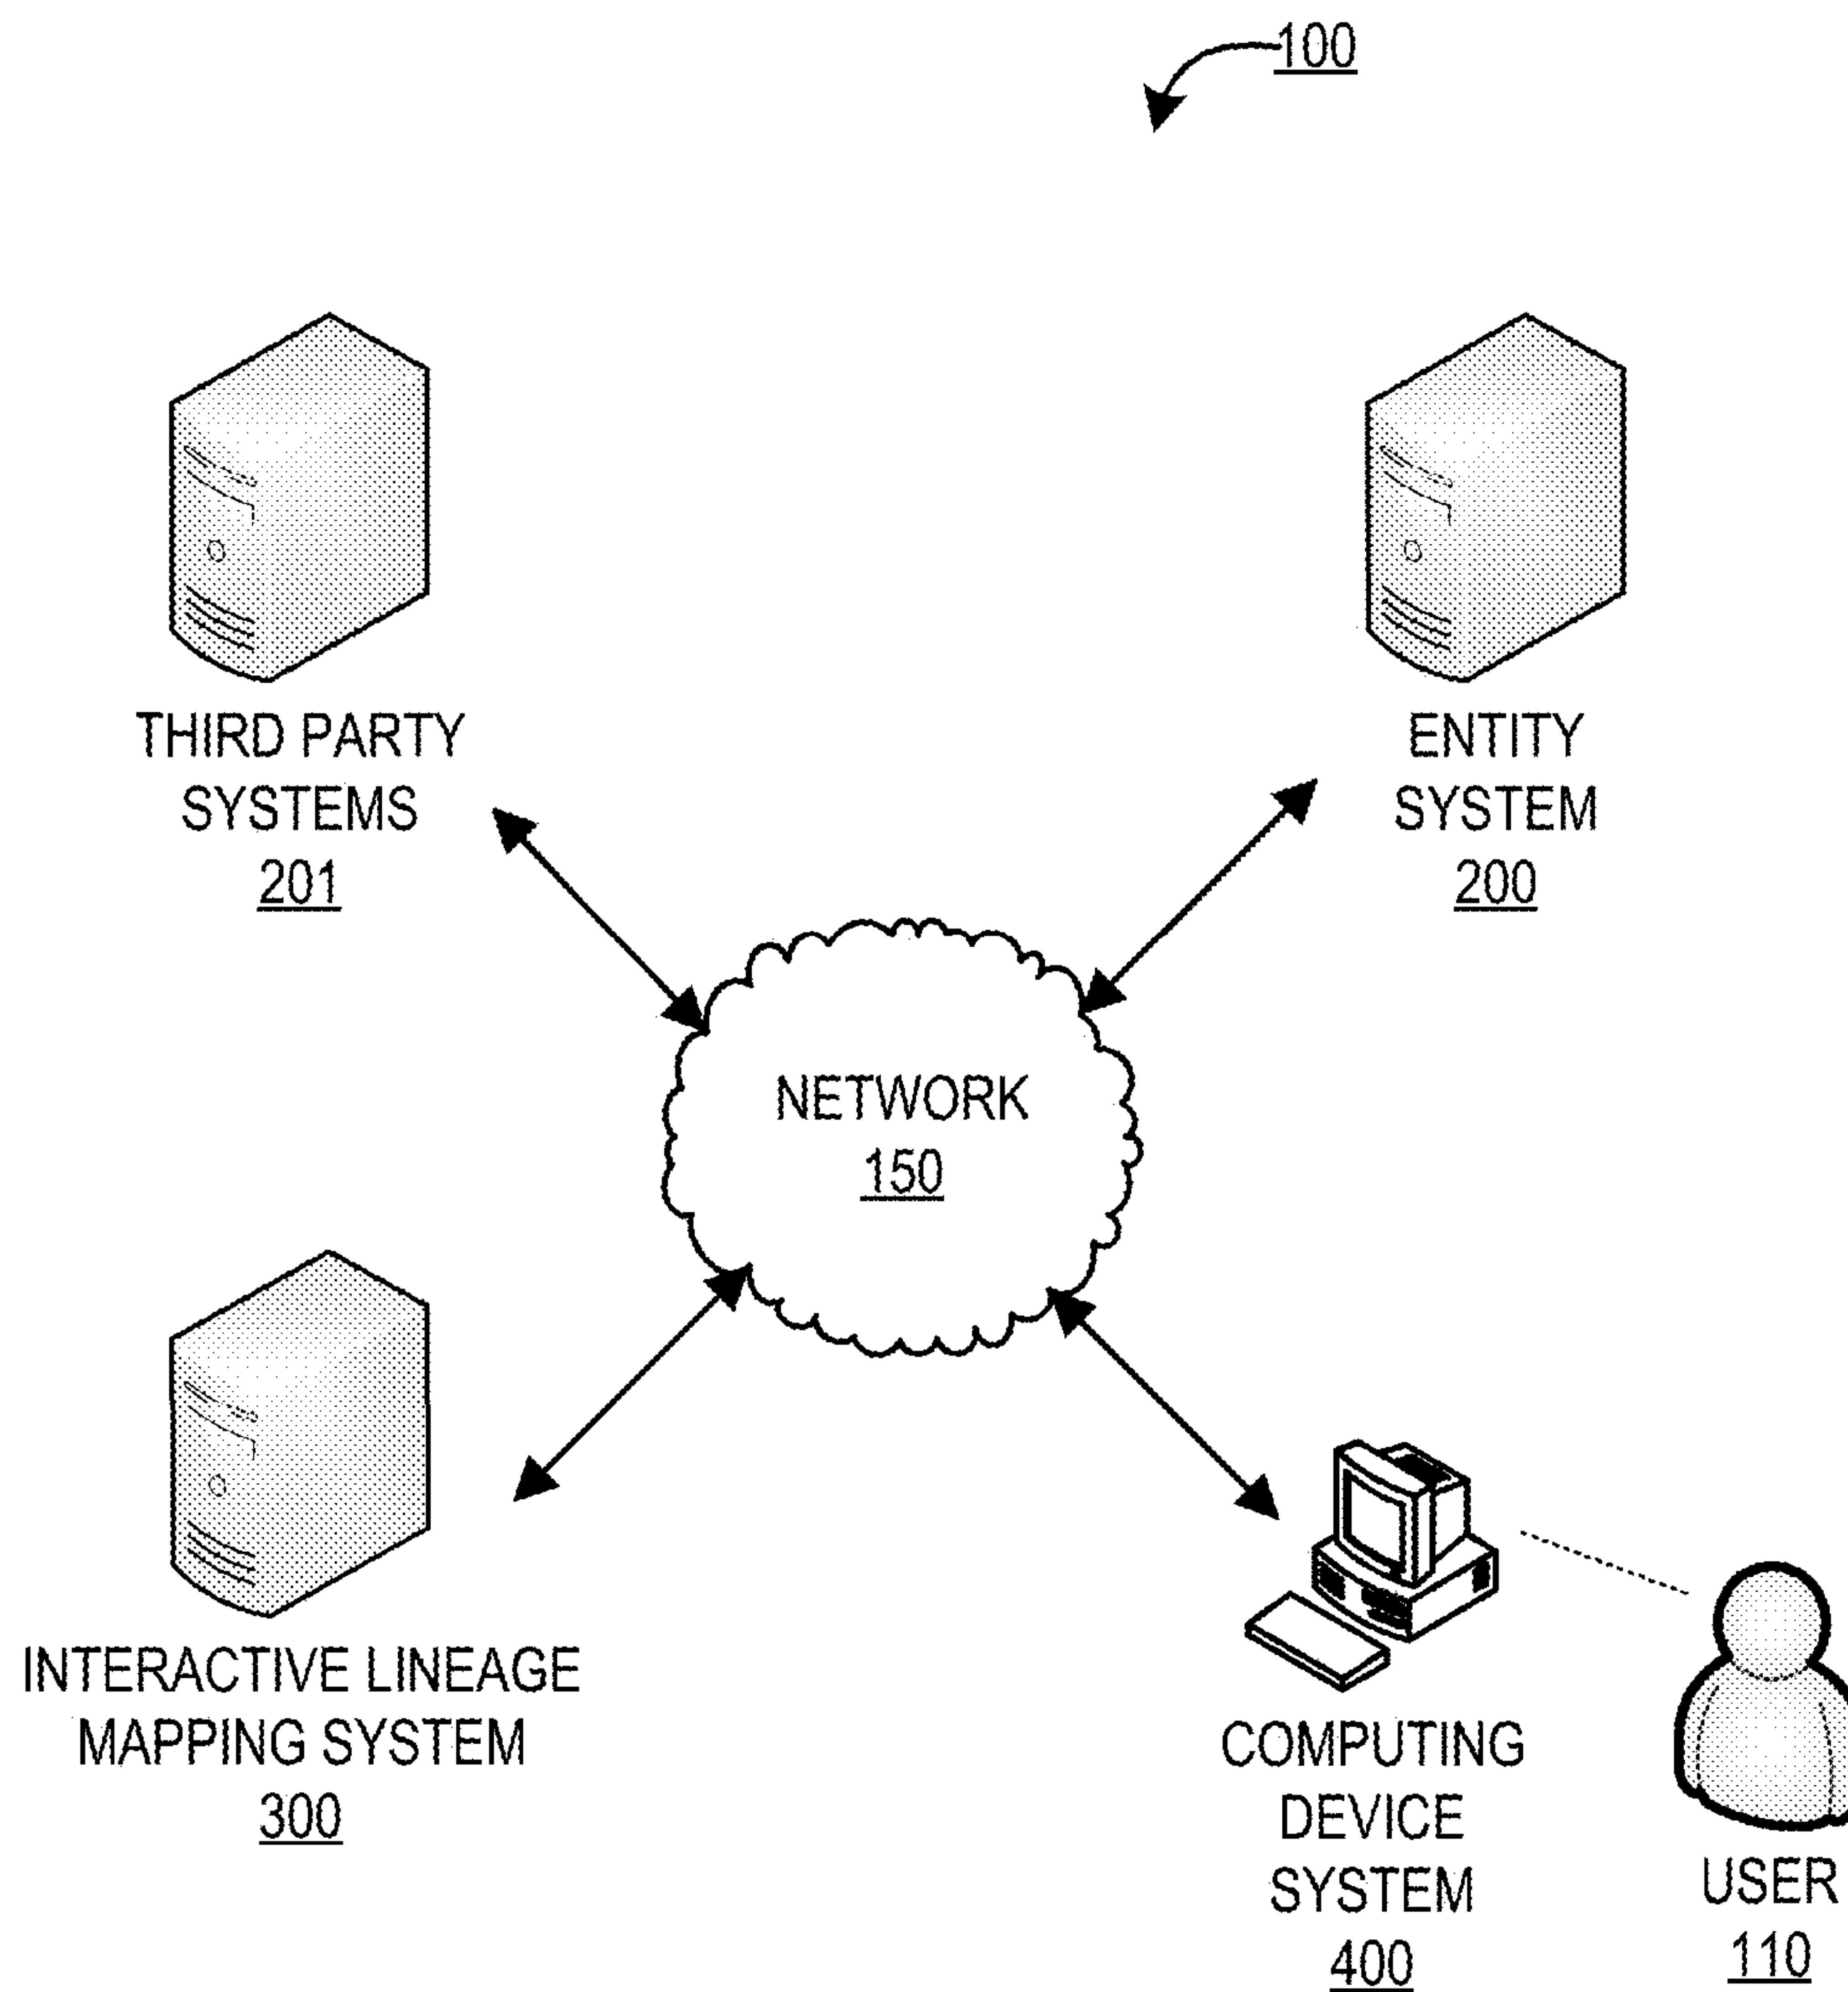 100
THIRD PARTY
SYSTEMS
201
ENTITY
SYSTEM
200
NETWORK
150
INTERACTIVE LINEAGE
MAPPING SYSTEM
300
COMPUTING
DEVICE
SYSTEM
400
USER
110